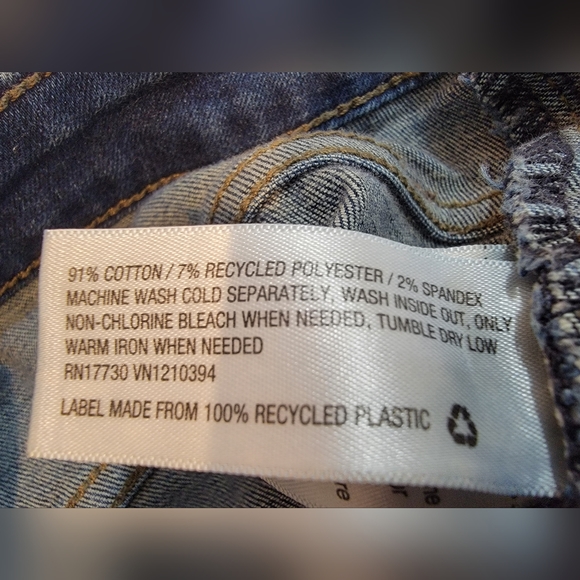 91% COTTON / 7% RECYCLED POLYESTER / 2% SPANDEX
MACHINE WASH COLD SEPARATELY, WASH INSIDE OUT, ONLY
NON-CHLORINE BLEACH WHEN NEEDED, TUMBLE DRY LOW
WARM IRON WHEN NEEDED
RN17730 VN1210394
LABEL MADE FROM 100% RECYCLED PLASTIC